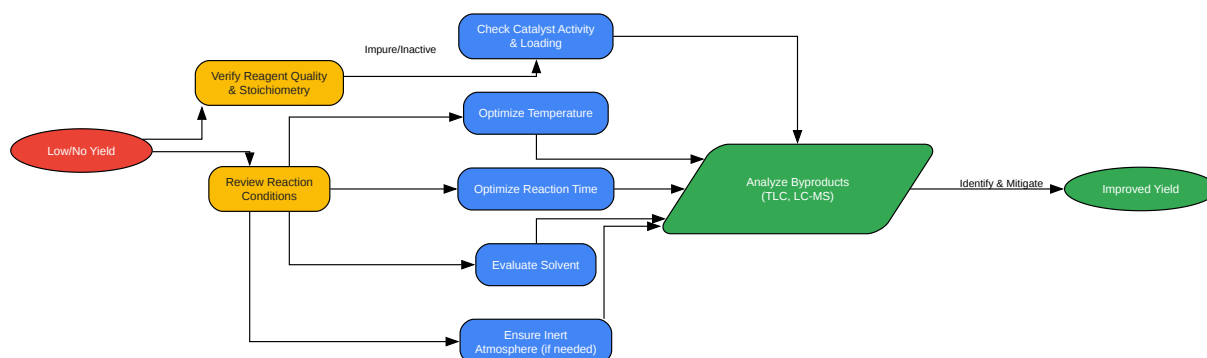 Check Catalyst Activity
& Loading
Impure/Inactive
Verify Reagent Quality
& Stoichiometry
Optimize Temperature
Low/No Yield
Review Reaction
Conditions
Optimize Reaction Time
Analyze Byproducts
(TLC, LC-MS)
Identify & Mitigate
Improved Yield
Evaluate Solvent
Ensure Inert
Atmosphere (if needed)